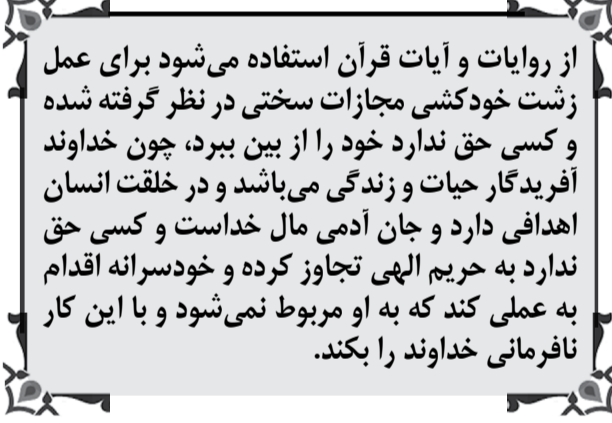 از روایات و آیات قرآن استفاده می‌شود برای عمل
زشت خودکشی مجازات سختی در نظر گرفته شده
و کسی حق ندارد خود را از بین ببرد، چون خداوند
آفریدگار حیات و زندگی می‌باشد و در خلقت انسان
اهدافی دارد و جان آدمی مال خداست و کسی حق
ندارد به حریم الهی تجاوز کرده و خودسرانه اقدام
به عملی کند که به او مربوط نمی‌شود و با این کار
نافرمانی خداوند را بکند.